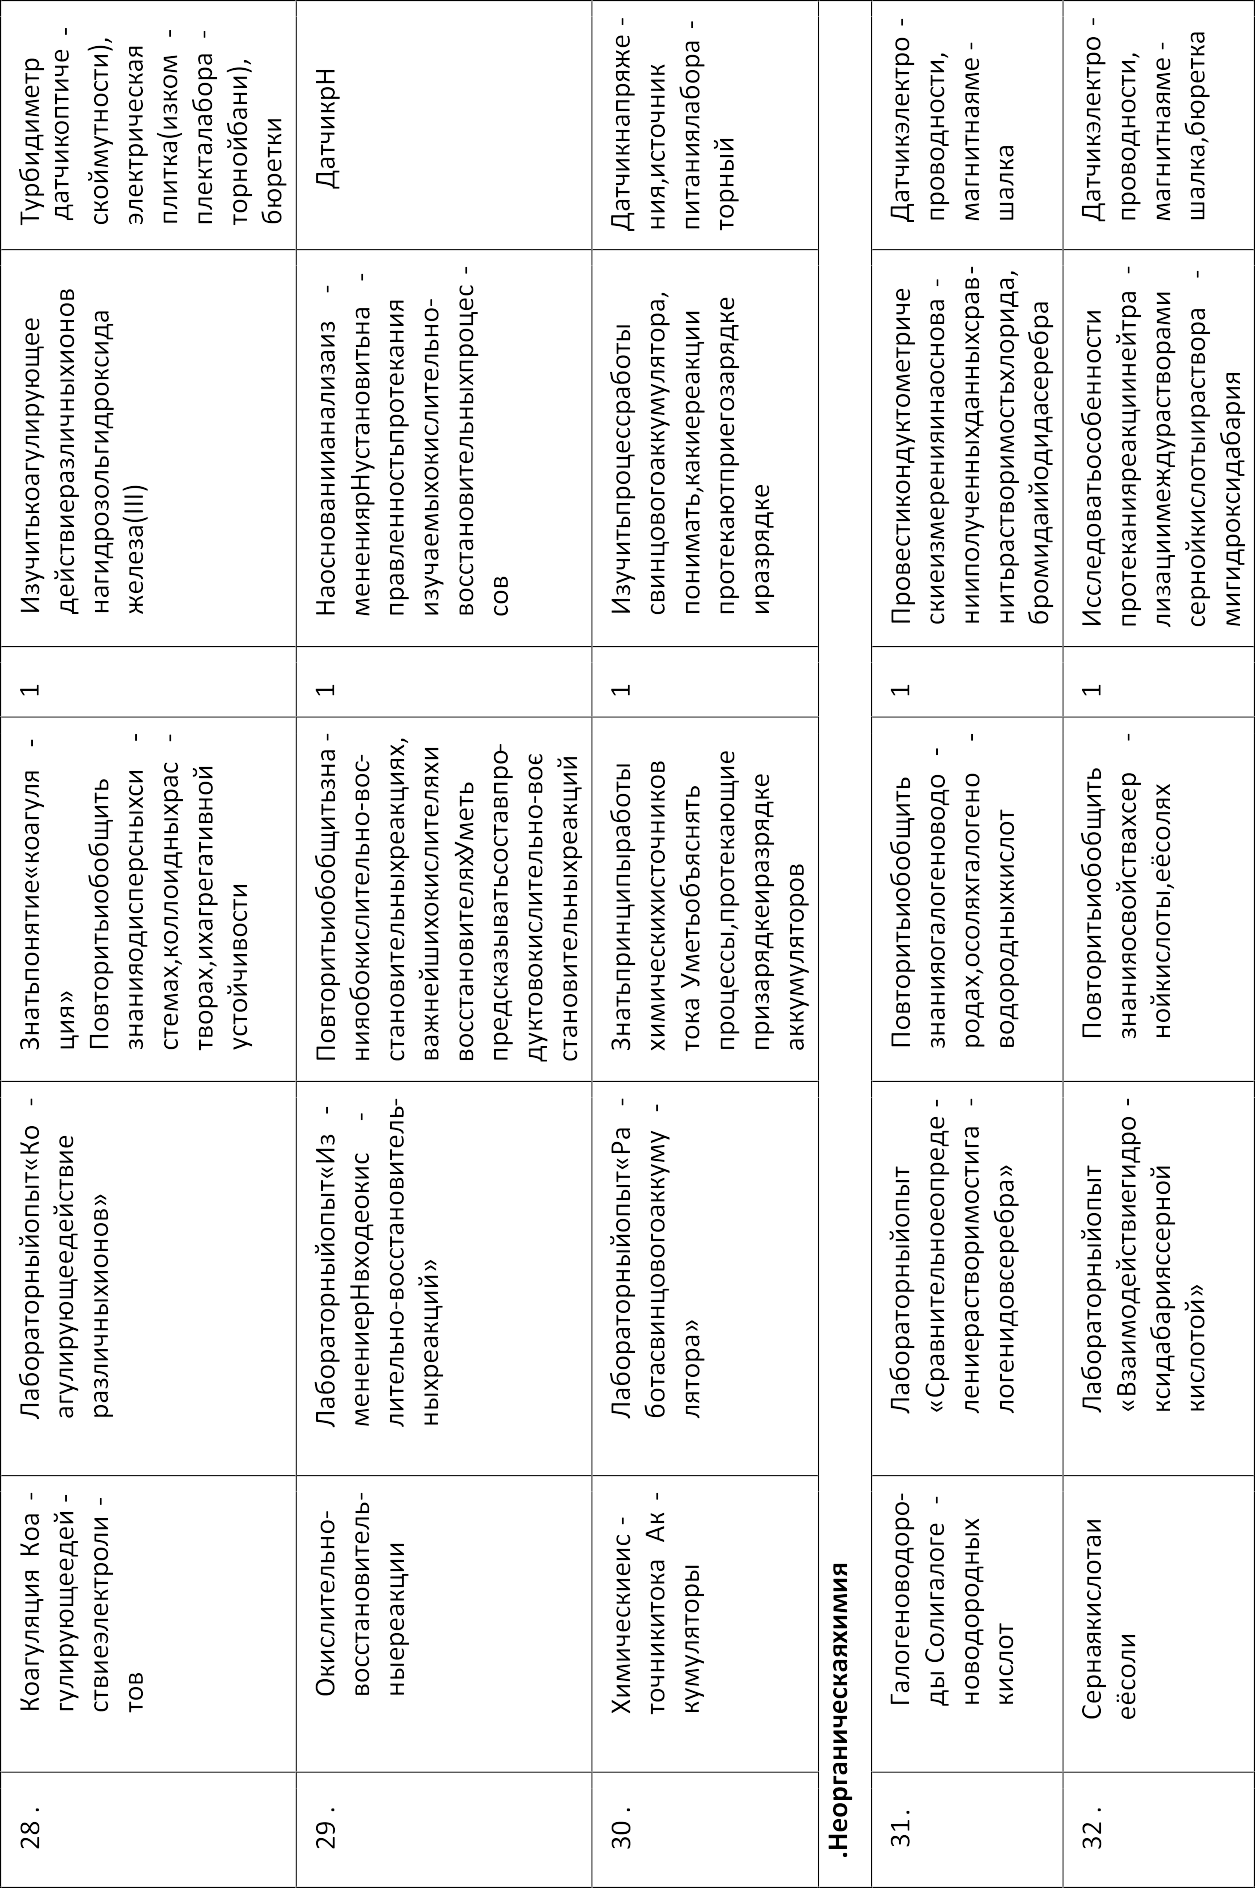 28 .
Коагуляция Коа -
гулирующеедей -
ствиеэлектроли -
тов
Лабораторныйопыт«Ко -
агулирующеедействие
различныхионов»
Знатьпонятие«коагуля -
ция»
Повторитьиобобщить
знанияодисперсныхси -
стемах,коллоидныхрас -
творах,ихагрегативной
устойчивости
1
Изучитькоагулирующее
действиеразличныхионов
нагидрозольгидроксида
железа(III)
Турбидиметр
датчикоптиче -
скоймутности),
электрическая
плитка(изком -
плекталабора -
торнойбани),
бюретки
29 .
Окислительно-
восстановитель-
ныереакции
Лабораторныйопыт«Из -
менениерНвходеокис -
лительно-восстановитель-
ныхреакций»
Повторитьиобобщитьзна -
нияобокислительно-вос-
становительныхреакциях,
важнейшихокислителяхи
восстановителяхУметь
предсказыватьсоставпро-
дуктовокислительно-вос
становительныхреакций
1
Наоснованиианализаиз -
менениярНустановитьна -
правленностьпротекания
изучаемыхокислительно-
восстановительныхпроцес -
сов
ДатчикрН
30 .
Химическиеис -
точникитока Ак -
кумуляторы
Лабораторныйопыт«Ра -
ботасвинцовогоаккуму -
лятора»
Знатьпринципыработы
химическихисточников
тока Уметьобъяснять
процессы,протекающие
призарядкеиразрядке
аккумуляторов
1
Изучитьпроцессработы
свинцовогоаккумулятора,
понимать,какиереакции
протекаютприегозарядке
иразрядке
Датчикнапряже -
ния,источник
питаниялабора -
торный
.Неорганическаяхимия
31.
Галогеноводоро-
ды Солигалоге -
новодородных
кислот
Лабораторныйопыт
«Сравнительноеопреде -
лениерастворимостига -
логенидовсеребра»
Повторитьиобобщить
знанияогалогеноводо -
родах,осоляхгалогено -
водородныхкислот
1
Провестикондуктометриче
скиеизмеренияинаоснова -
нииполученныхданныхсрав-
нитьрастворимостьхлорида,
бромидаийодидасеребра
Датчикэлектро -
проводности,
магнитнаяме -
шалка
32 .
Сернаякислотаи
еёсоли
Лабораторныйопыт
«Взаимодействиегидро -
ксидабарияссерной
кислотой»
Повторитьиобобщить
знанияосвойствахсер -
нойкислоты,еёсолях
1
Исследоватьособенности
протеканияреакциинейтра -
лизациимеждурастворами
сернойкислотыираствора -
мигидроксидабария
Датчикэлектро -
проводности,
магнитнаяме -
шалка,бюретка